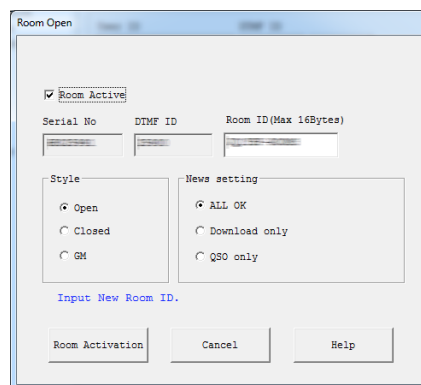 Room Open
Room Active
Serial No DTMF ID Room ID(Max 16Bytes)
Style News setting
Open ALL OK
Closed Download only
GM QSO only
Input New Room ID.
Room Activation Cancel Help